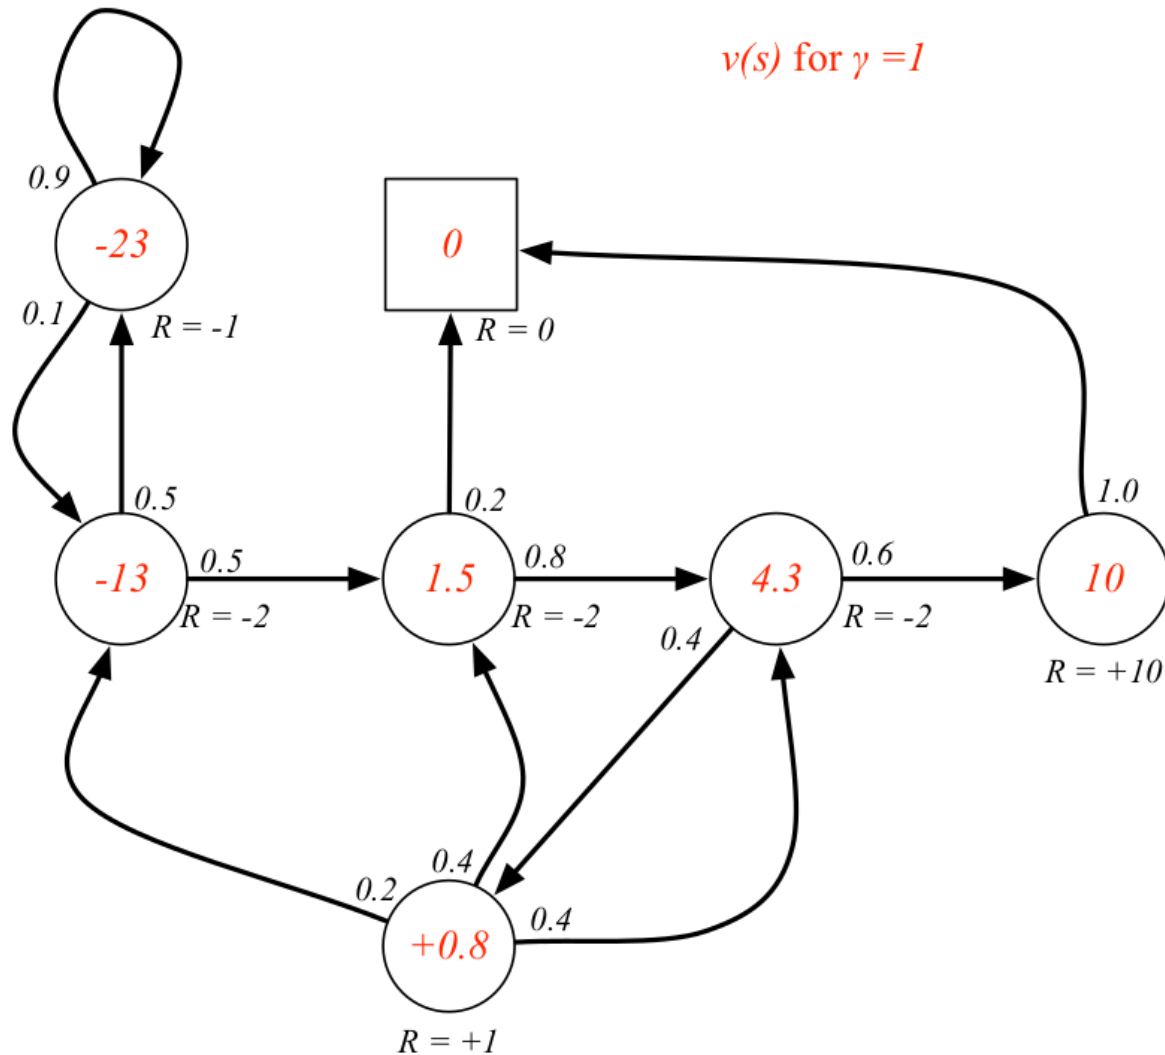 v(s) for γ =1
0.9
-23
0
0.1
R = -1
R = 0
0.5
0.2
1.0
0.5
0.8
0.6
-13
1.5
4.3
10
R = -2
R = -2
0.4
R = -2
R = +10
0.4
0.2
0.4
+0.8
R = +1